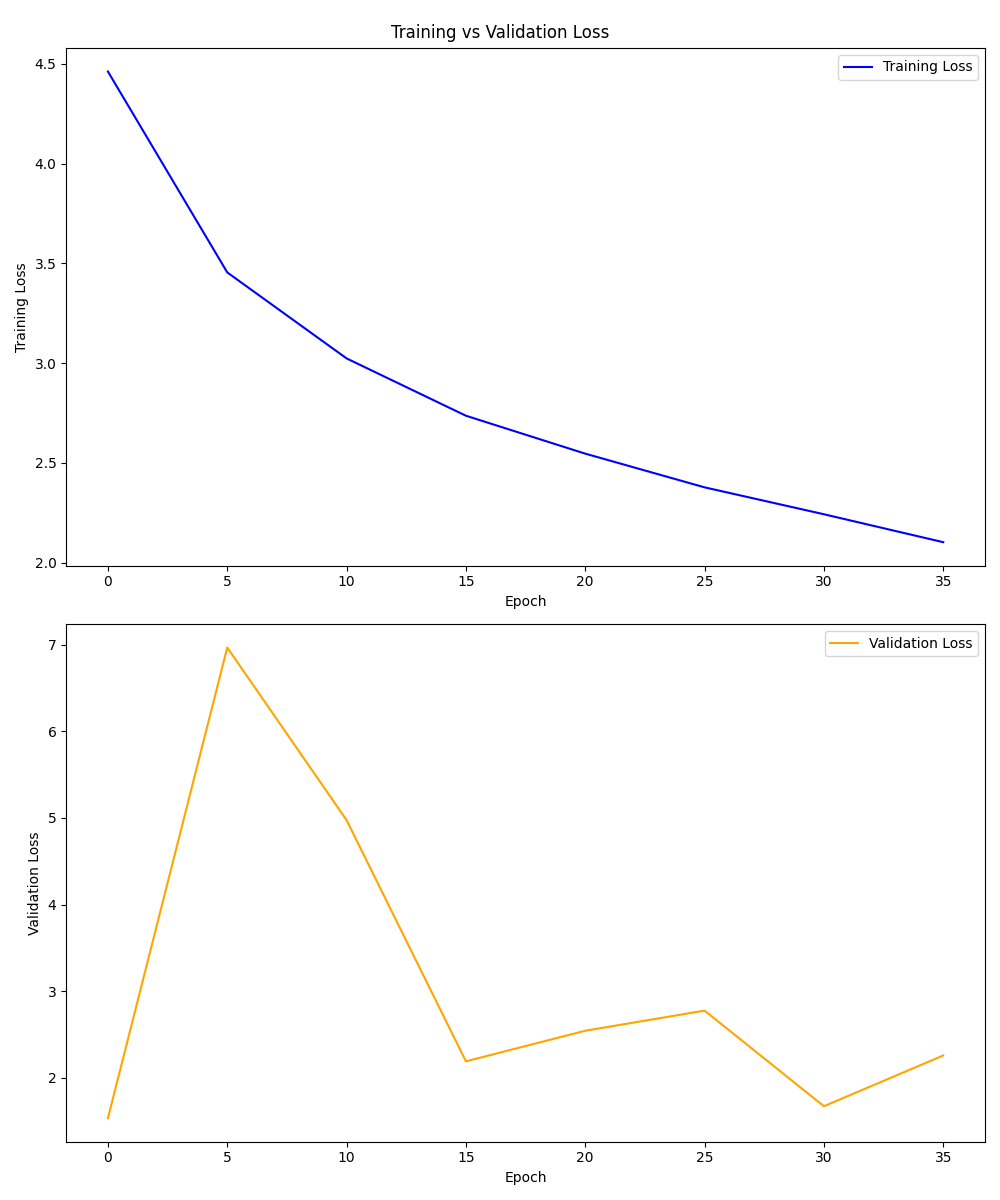 Training vs Validation Loss
Training Loss
4.5
4.0
3.5
3.0
2.5
2.0
Training Loss
0 5 10 15 20 25 30 35
Epoch
Validation Loss
7
6
5
4
3
2
Validation Loss
0 5 10 15 20 25 30 35
Epoch